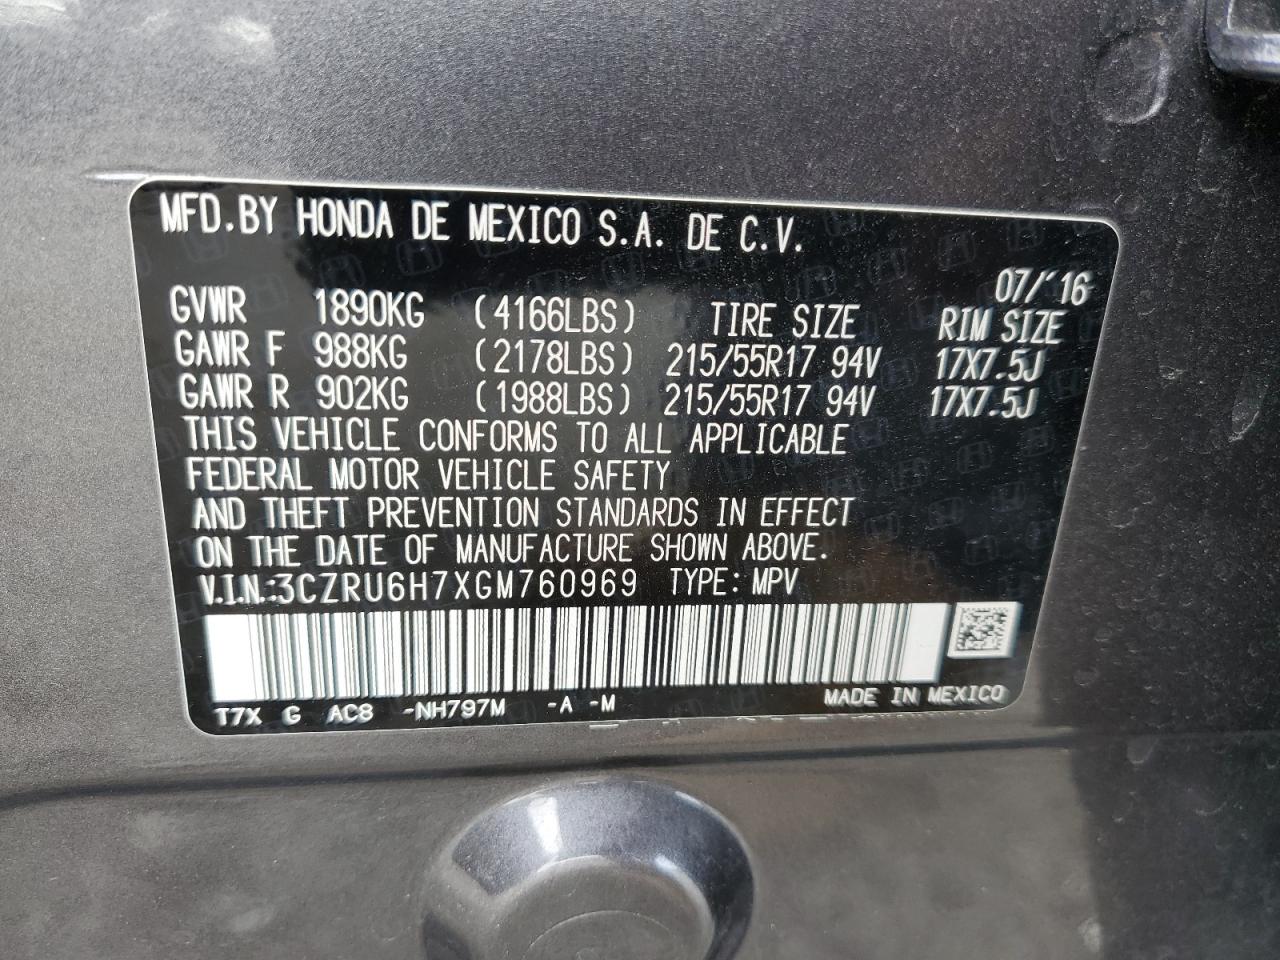 MFD.BY HONDA DE MEXICO S.A. DE C.V.
07/'16
GVWR 1890KG (4166LBS) TIRE SIZE RIM SIZE
GAWR F 988KG (2178LBS) 215/55R17 94V 17X7.5J
GAWR R 902KG (1988LBS) 215/55R17 94V 17X7.5J
THIS VEHICLE CONFORMS TO ALL APPLICABLE
FEDERAL MOTOR VEHICLE SAFETY
AND THEFT PREVENTION STANDARDS IN EFFECT
ON THE DATE OF MANUFACTURE SHOWN ABOVE.
V.I.N.:3CZRU6H7XGM760969 TYPE: MPV
T7X G AC8 -NH797M -A -M MADE IN MEXICO